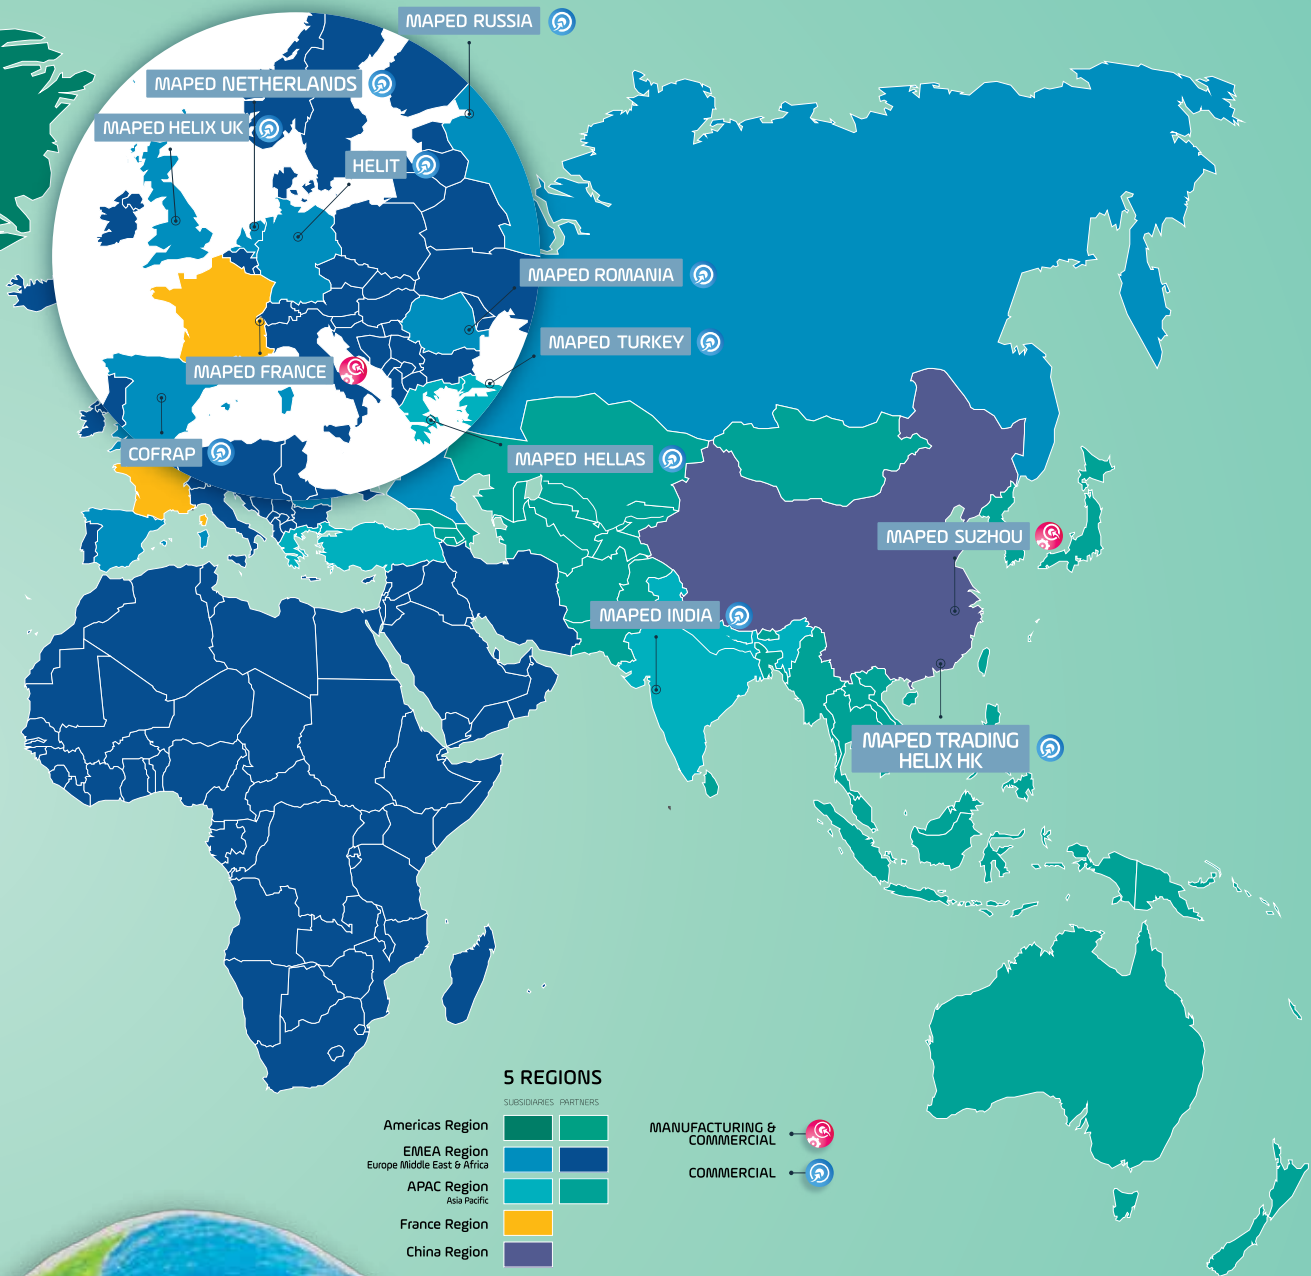 MAPED RUSSIA
MAPED NETHERLANDS
MAPED HELIX UK
HELIT
MAPED ROMANIA
MAPED TURKEY
MAPED FRANCE
COFRAP
MAPED HELLAS
MAPED SUZHOU
MAPED INDIA
MAPED TRADING
HELIX HK
5 REGIONS
SUBSIDIARIES PARTNERS
Americas Region
EMEA Region
Europe Middle East & Africa
APAC Region
Asia Pacific
France Region
China Region
MANUFACTURING &
COMMERCIAL
COMMERCIAL